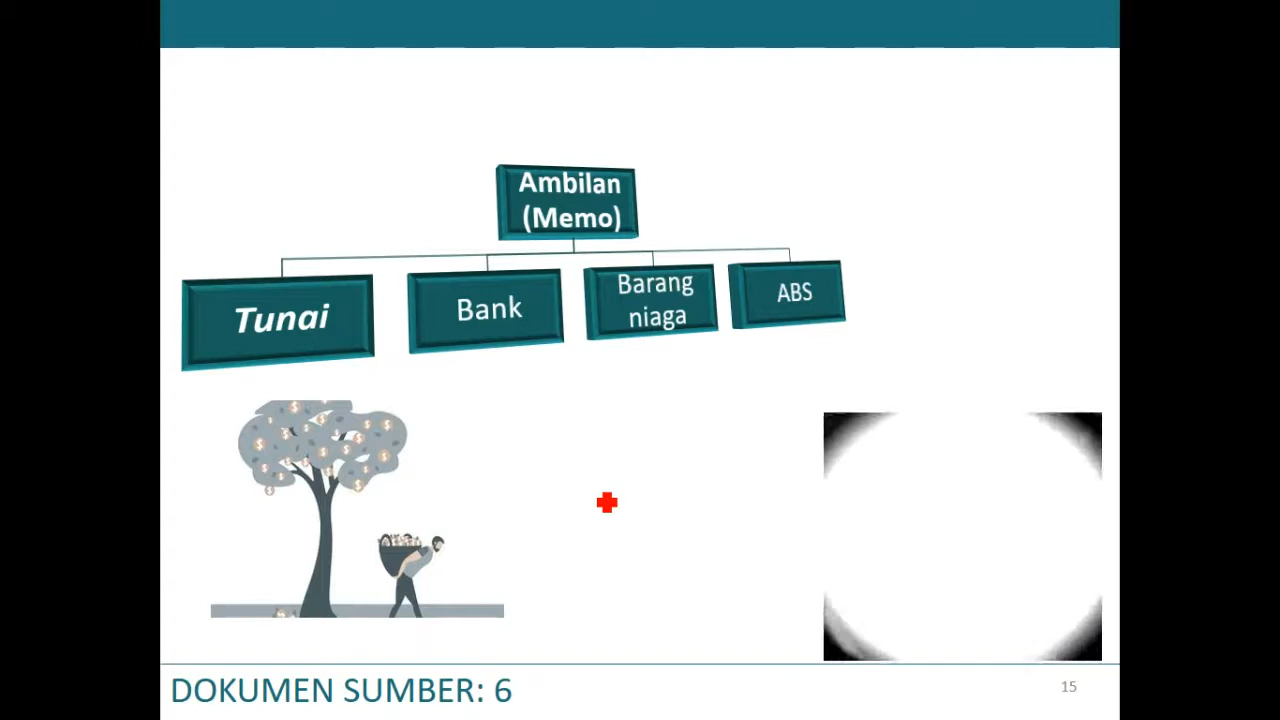 Ambilan
(Memo)
Tunai
Bank
Barang
niaga
ABS
DOKUMEN SUMBER: 6
15